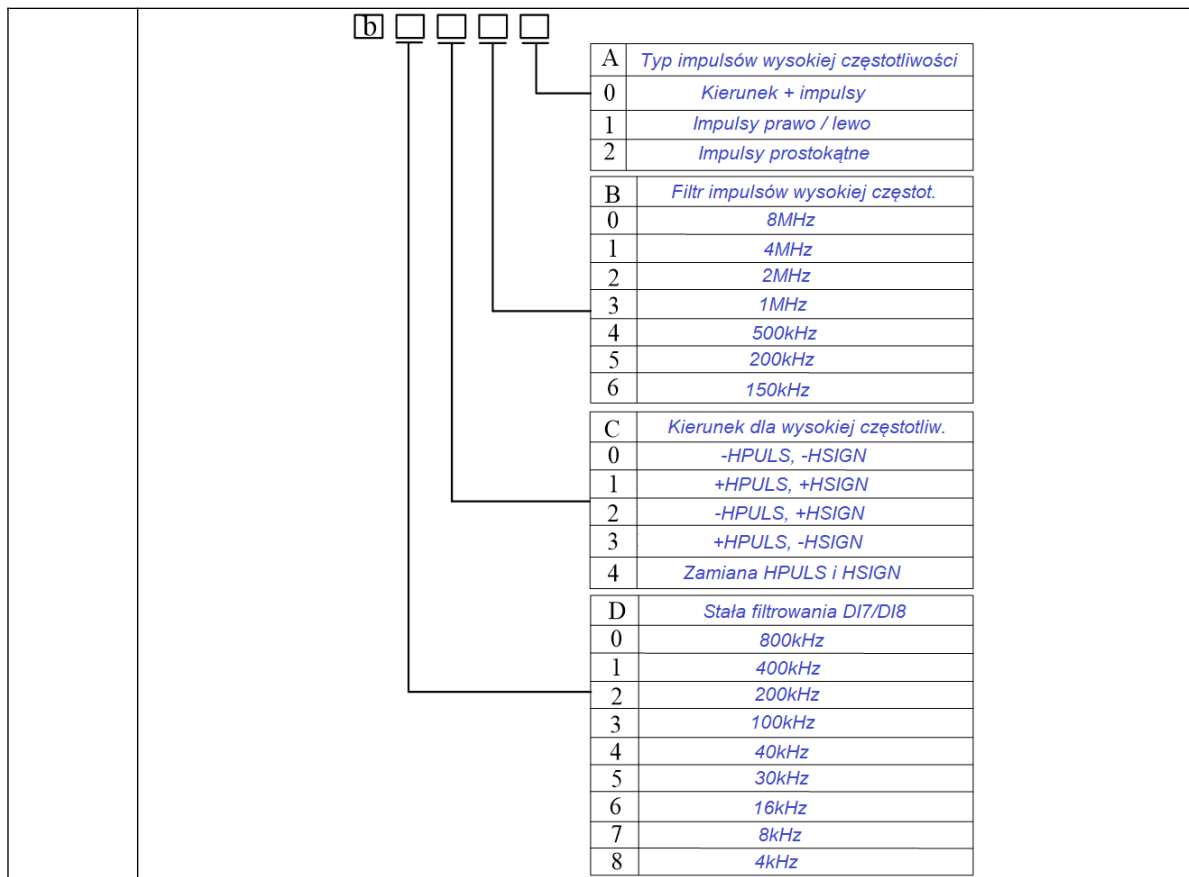 b
A Typ impulsów wysokiej częstotliwości
0 Kierunek + impulsy
1 Impulsy prawo / lewo
2 Impulsy prostokątne
B Filtr impulsów wysokiej częstot.
0 8MHz
1 4MHz
2 2MHz
3 1MHz
4 500kHz
5 200kHz
6 150kHz
C Kierunek dla wysokiej częstotliw.
0 -HPULS, -HSIGN
1 +HPULS, +HSIGN
2 -HPULS, +HSIGN
3 +HPULS, -HSIGN
4 Zamiana HPULS i HSIGN
D Stała filtrowania DI7/DI8
0 800kHz
1 400kHz
2 200kHz
3 100kHz
4 40kHz
5 30kHz
6 16kHz
7 8kHz
8 4kHz